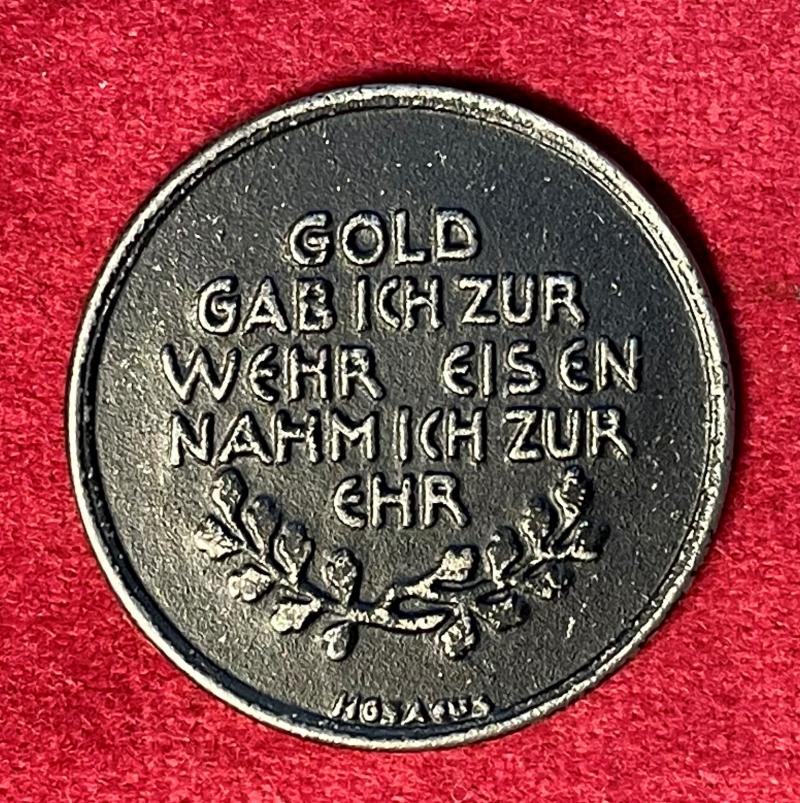 GOLD
GAB ICH ZUR
WEHR EISEN
NAHM ICH ZUR
EHR
HOSAEUS